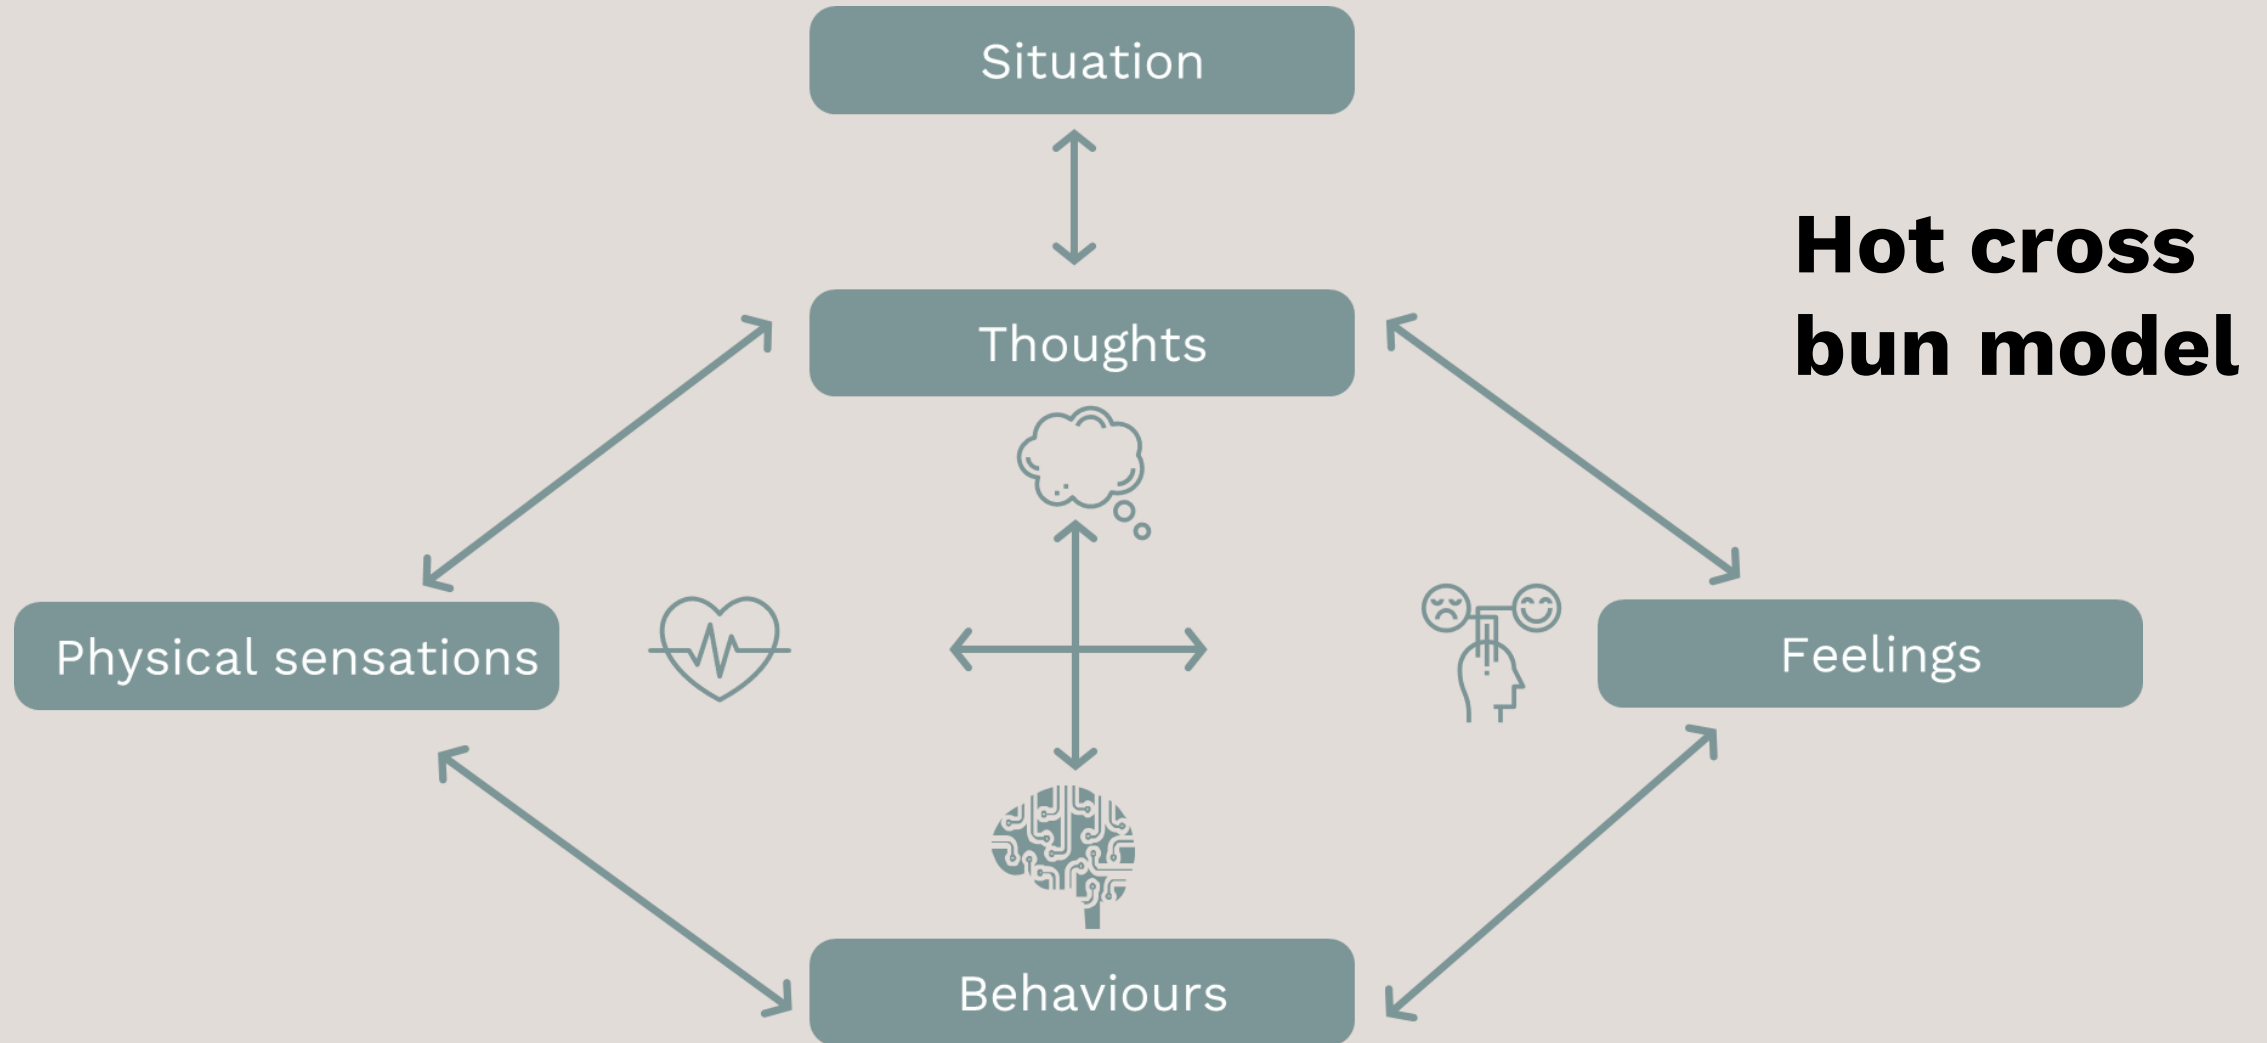 Situation
Hot cross
bun model
Thoughts
Physical sensations
Feelings
Behaviours